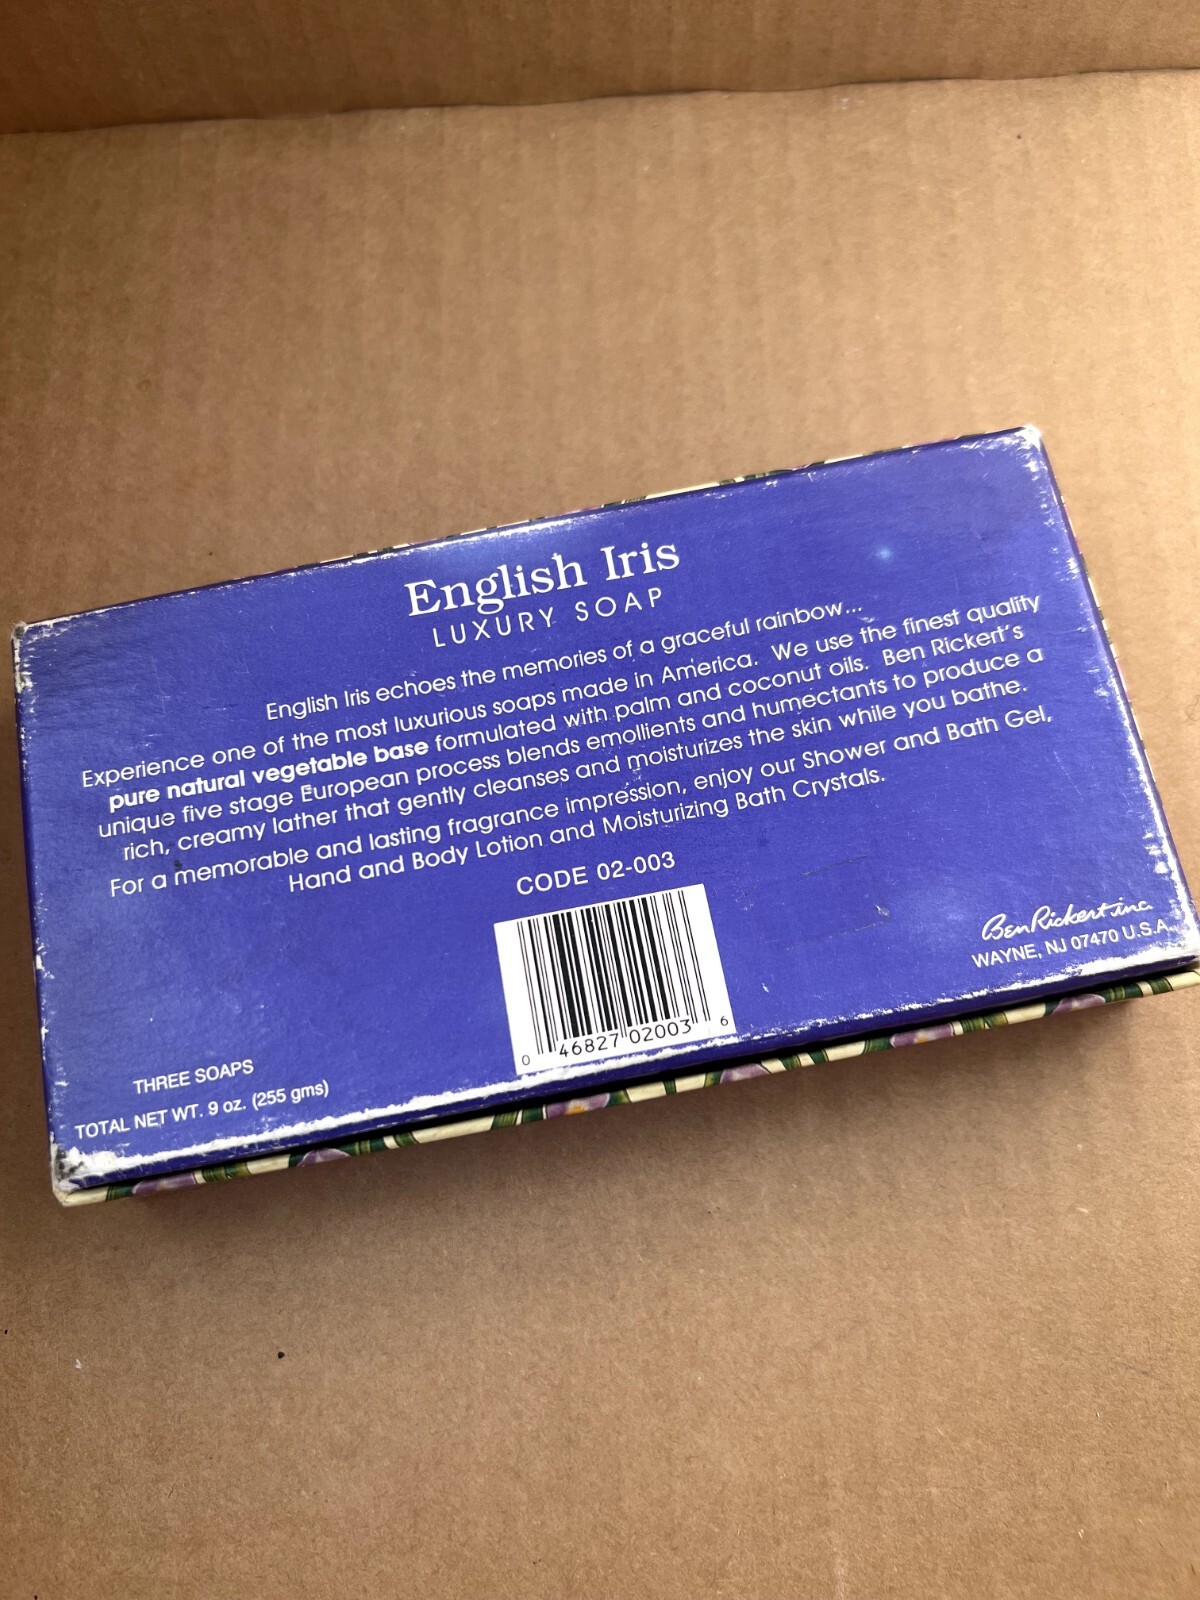 English Iris
LUXURY SOAP
English Iris echoes the memories of a graceful rainbow...
Experience one of the most luxurious soaps made in America. We use the finest quality
pure natural vegetable base formulated with palm and coconut oils. Ben Rickert's
unique five stage European process blends emollients and humectants to produce a
rich, creamy lather that gently cleanses and moisturizes the skin while you bathe.
For a memorable and lasting fragrance impression, enjoy our Shower and Bath Gel,
Hand and Body Lotion and Moisturizing Bath Crystals.
CODE 02-003
0 46827 02003 6
Ben Rickert inc.
WAYNE, NJ 07470 U.S.A.
THREE SOAPS
TOTAL NET WT. 9 oz. (255 gms)